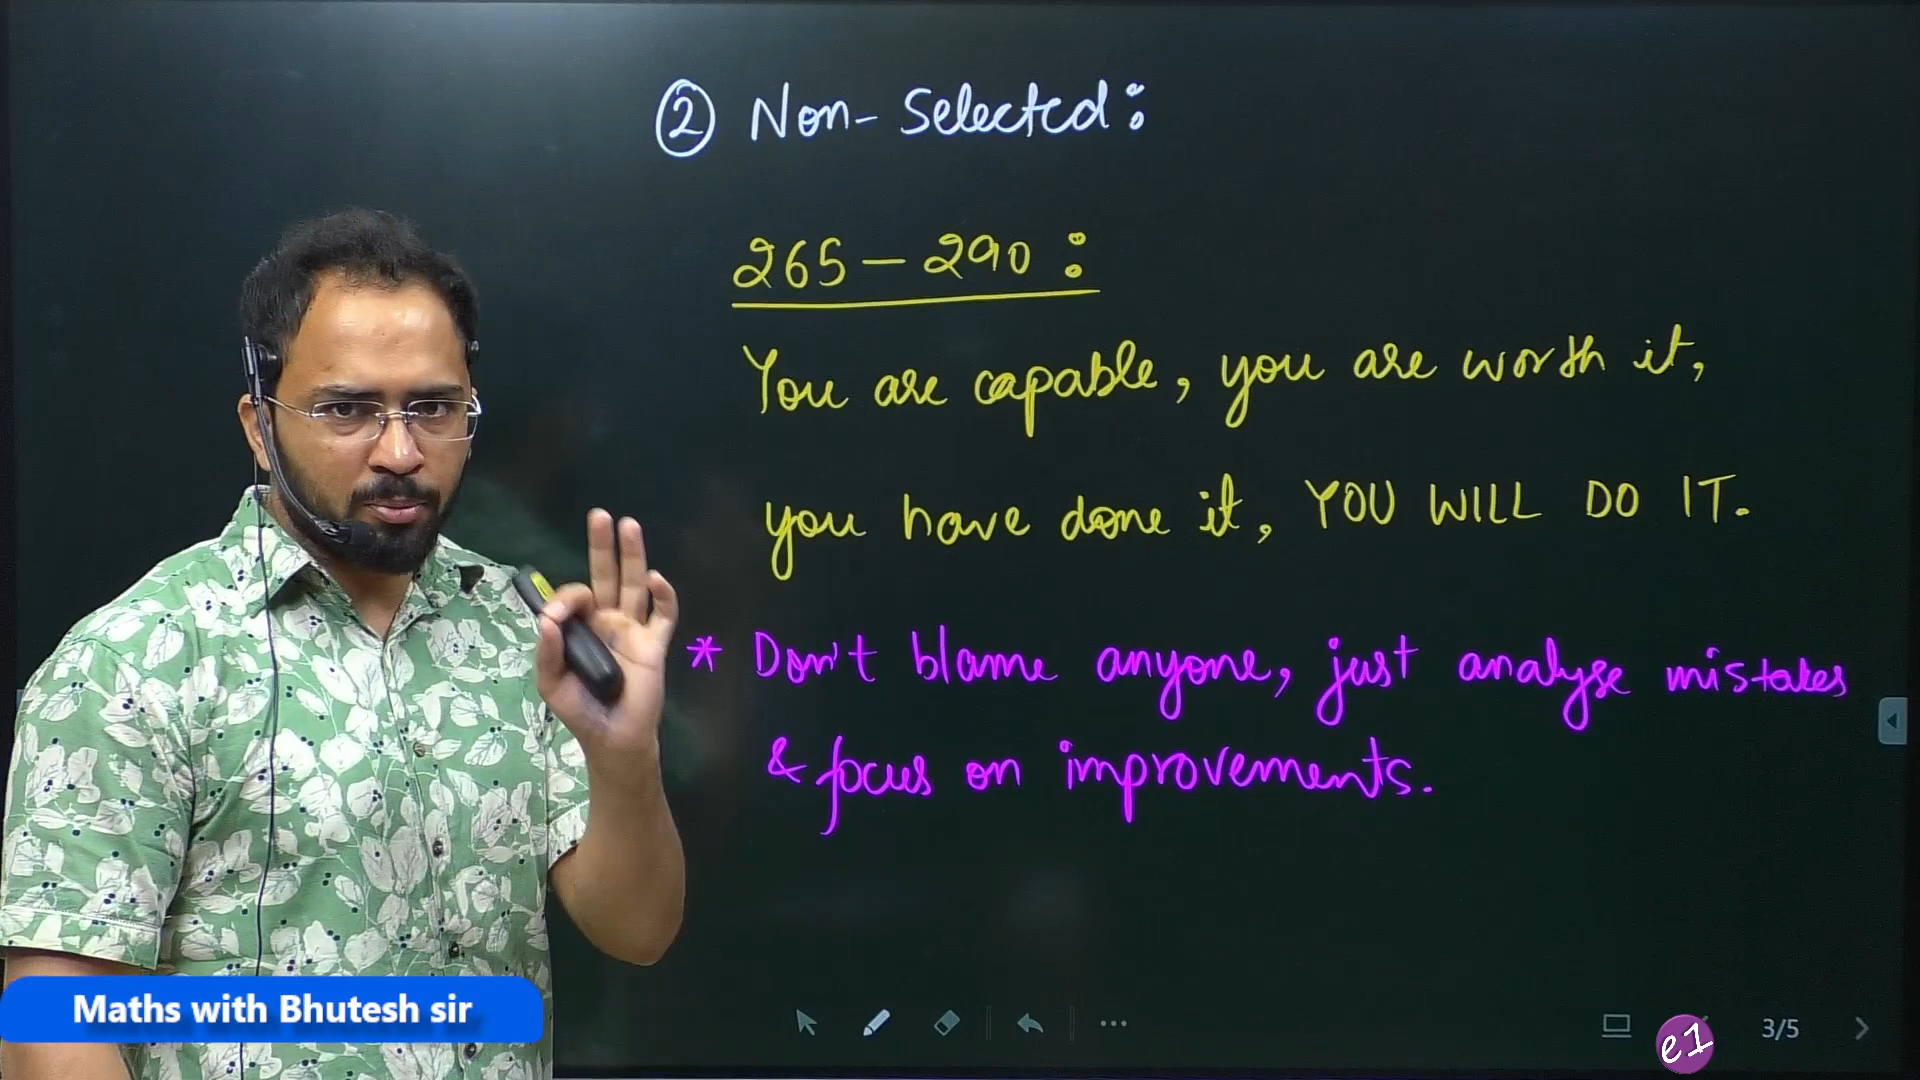 ② Non-Selected:
265-290:
You are capable, you are worth it,
you have done it, YOU WILL DO IT.
* Don't blame anyone, just analyse mistakes
& focus on improvements.
Maths with Bhutesh sir
e1
3/5